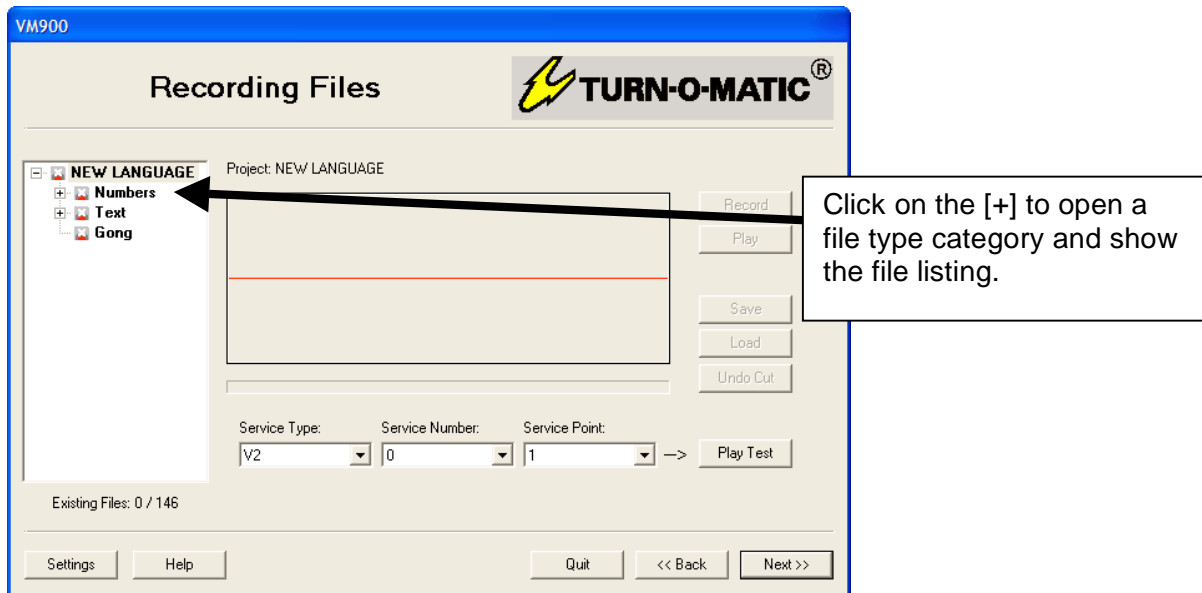 VM900
Recording Files
TURN-O-MATIC®
NEW LANGUAGE
Numbers
Text
Gong
Project: NEW LANGUAGE
Record
Play
Save
Load
Undo Cut
Click on the [+] to open a
file type category and show
the file listing.
Service Type: Service Number: Service Point:
V2 0 1 --> Play Test
Existing Files: 0 / 146
Settings Help Quit << Back Next >>